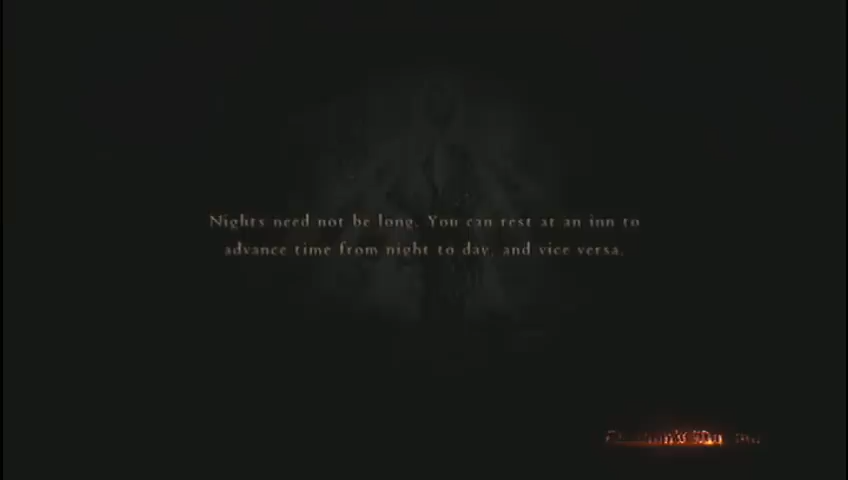 Nights need not be long. You can rest at an inn to
advance time from night to day, and vice versa.